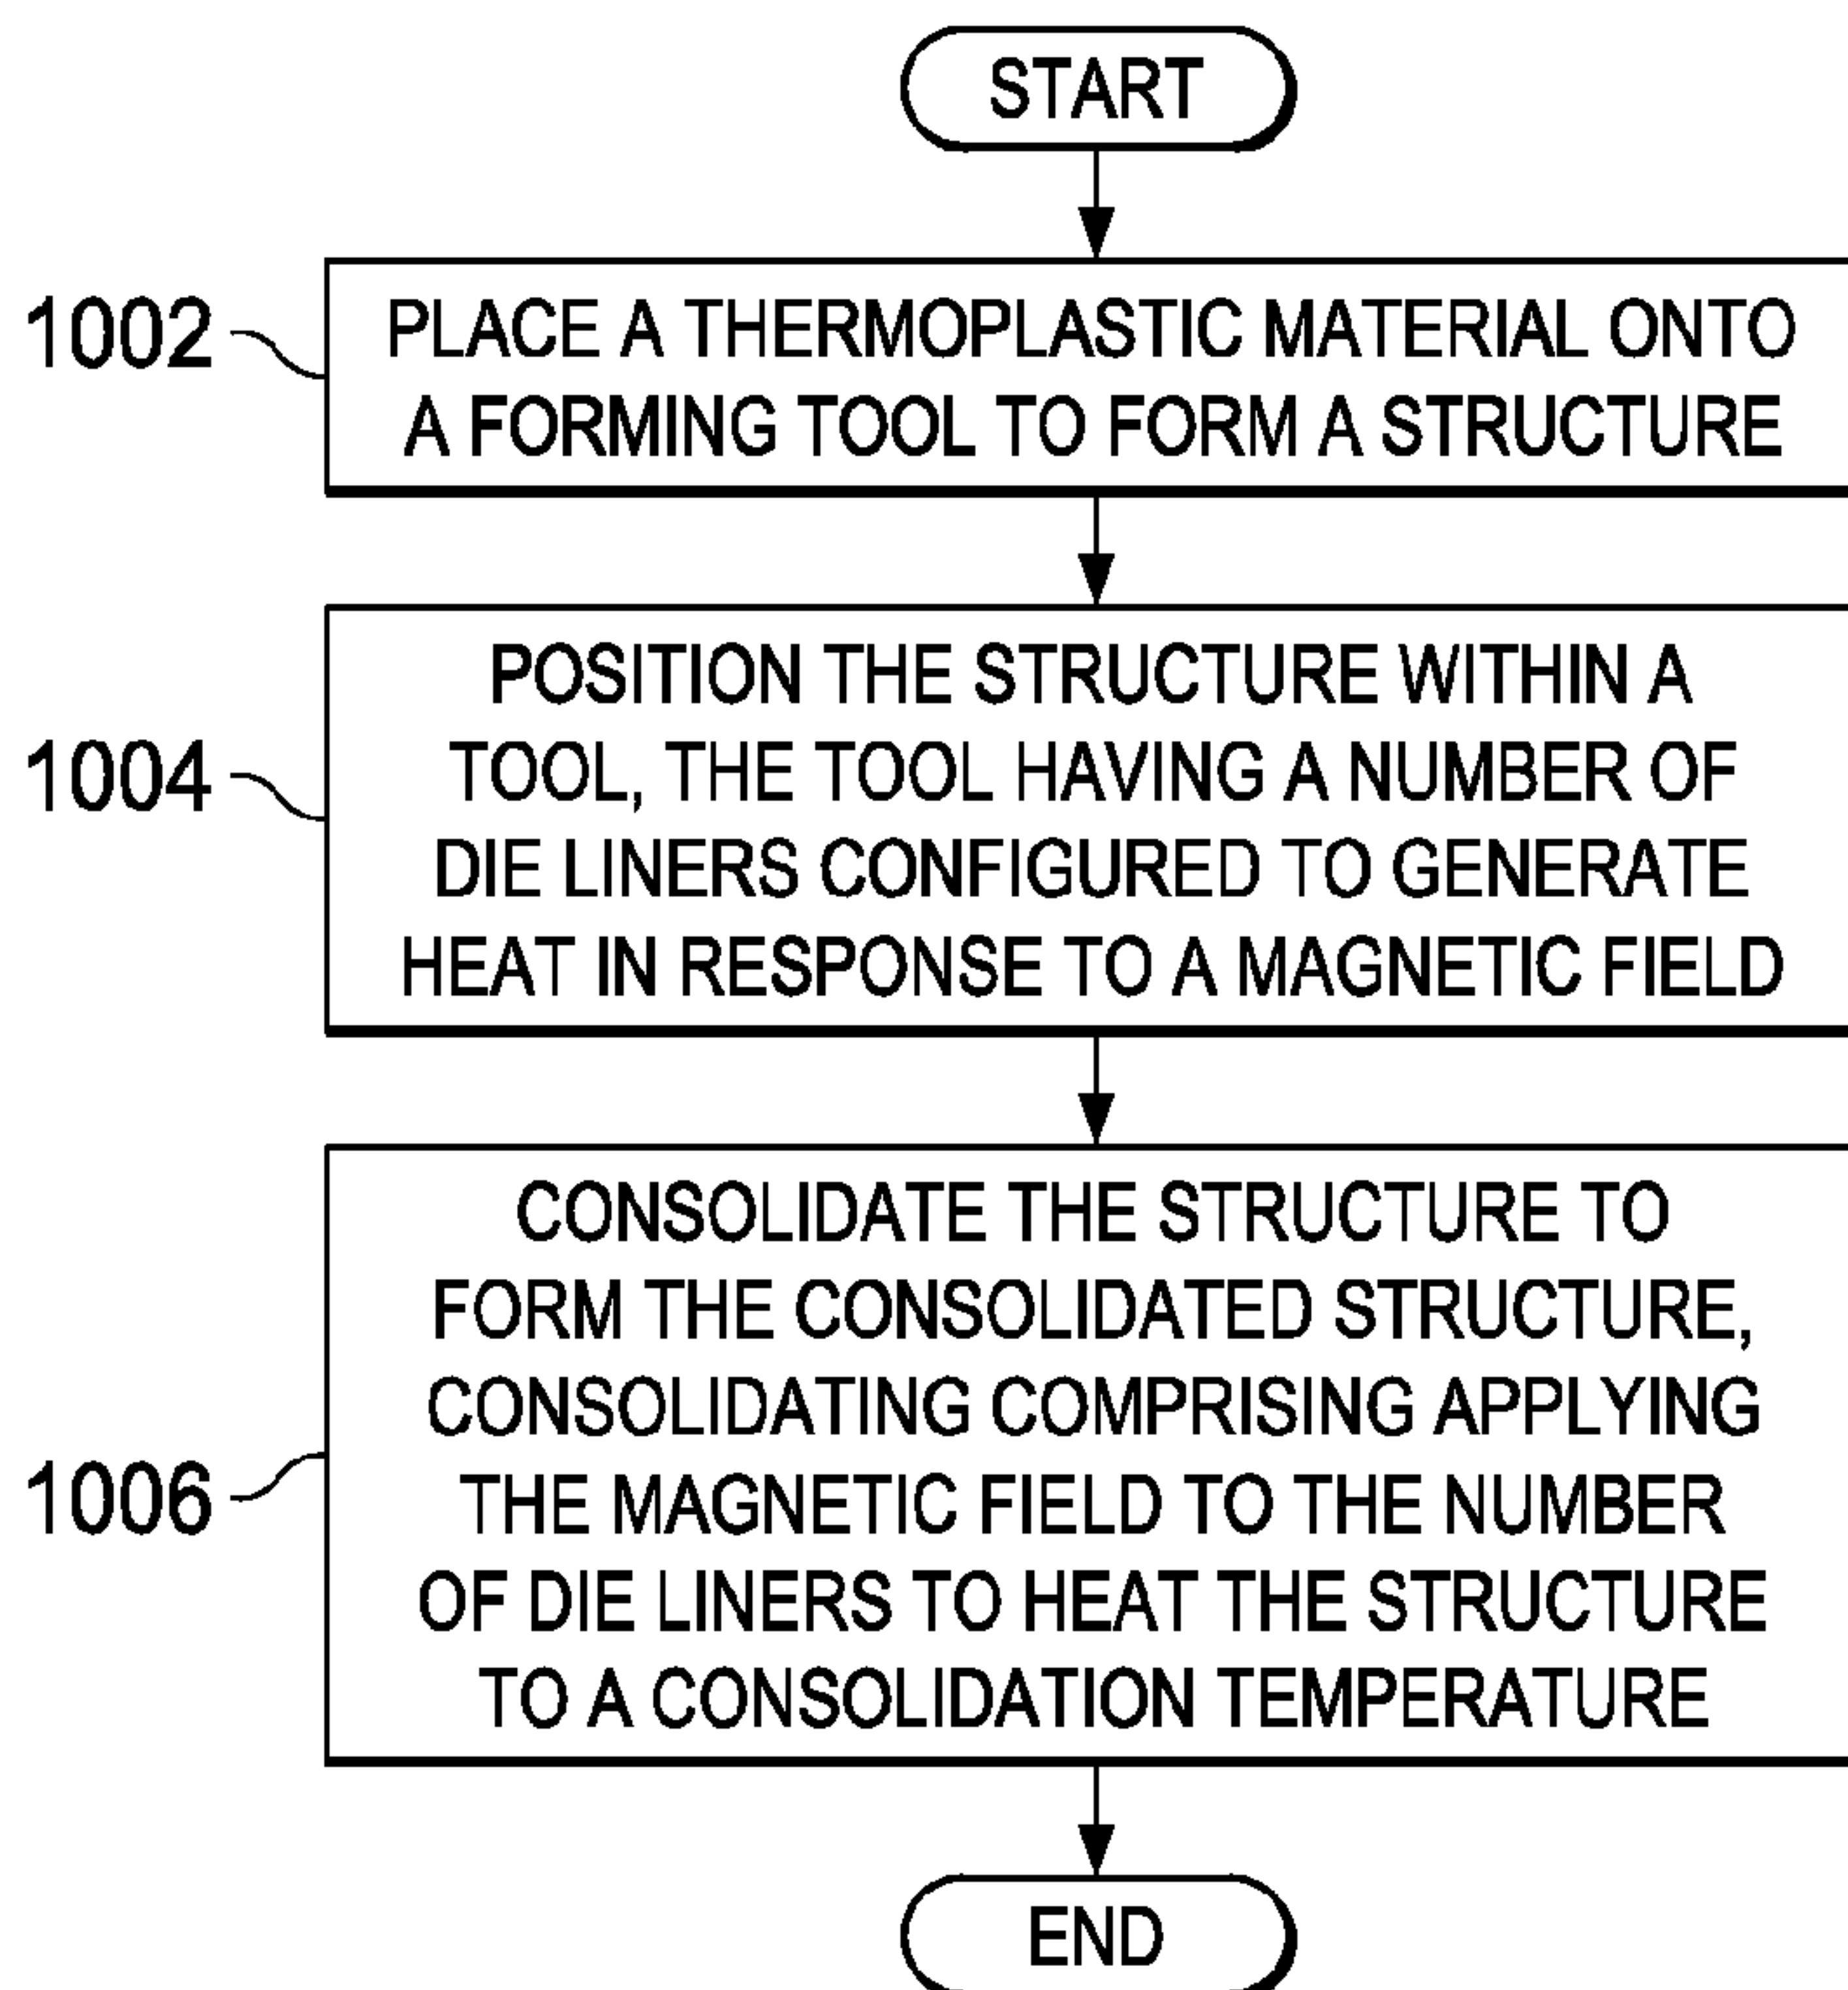 START
1002
PLACE A THERMOPLASTIC MATERIAL ONTO
A FORMING TOOL TO FORM A STRUCTURE
1004
POSITION THE STRUCTURE WITHIN A
TOOL, THE TOOL HAVING A NUMBER OF
DIE LINERS CONFIGURED TO GENERATE
HEAT IN RESPONSE TO A MAGNETIC FIELD
1006
CONSOLIDATE THE STRUCTURE TO
FORM THE CONSOLIDATED STRUCTURE,
CONSOLIDATING COMPRISING APPLYING
THE MAGNETIC FIELD TO THE NUMBER
OF DIE LINERS TO HEAT THE STRUCTURE
TO A CONSOLIDATION TEMPERATURE
END